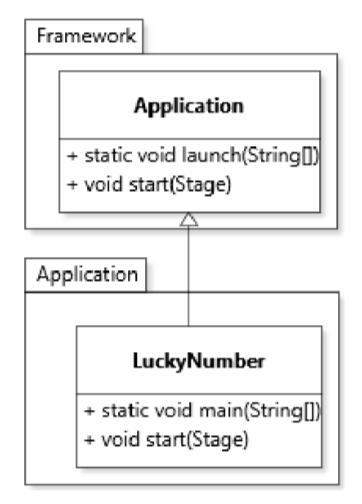 Framework
Application
+ static void launch(String[])
+ void start(Stage)
Application
LuckyNumber
+ static void main(String[])
+ void start(Stage)